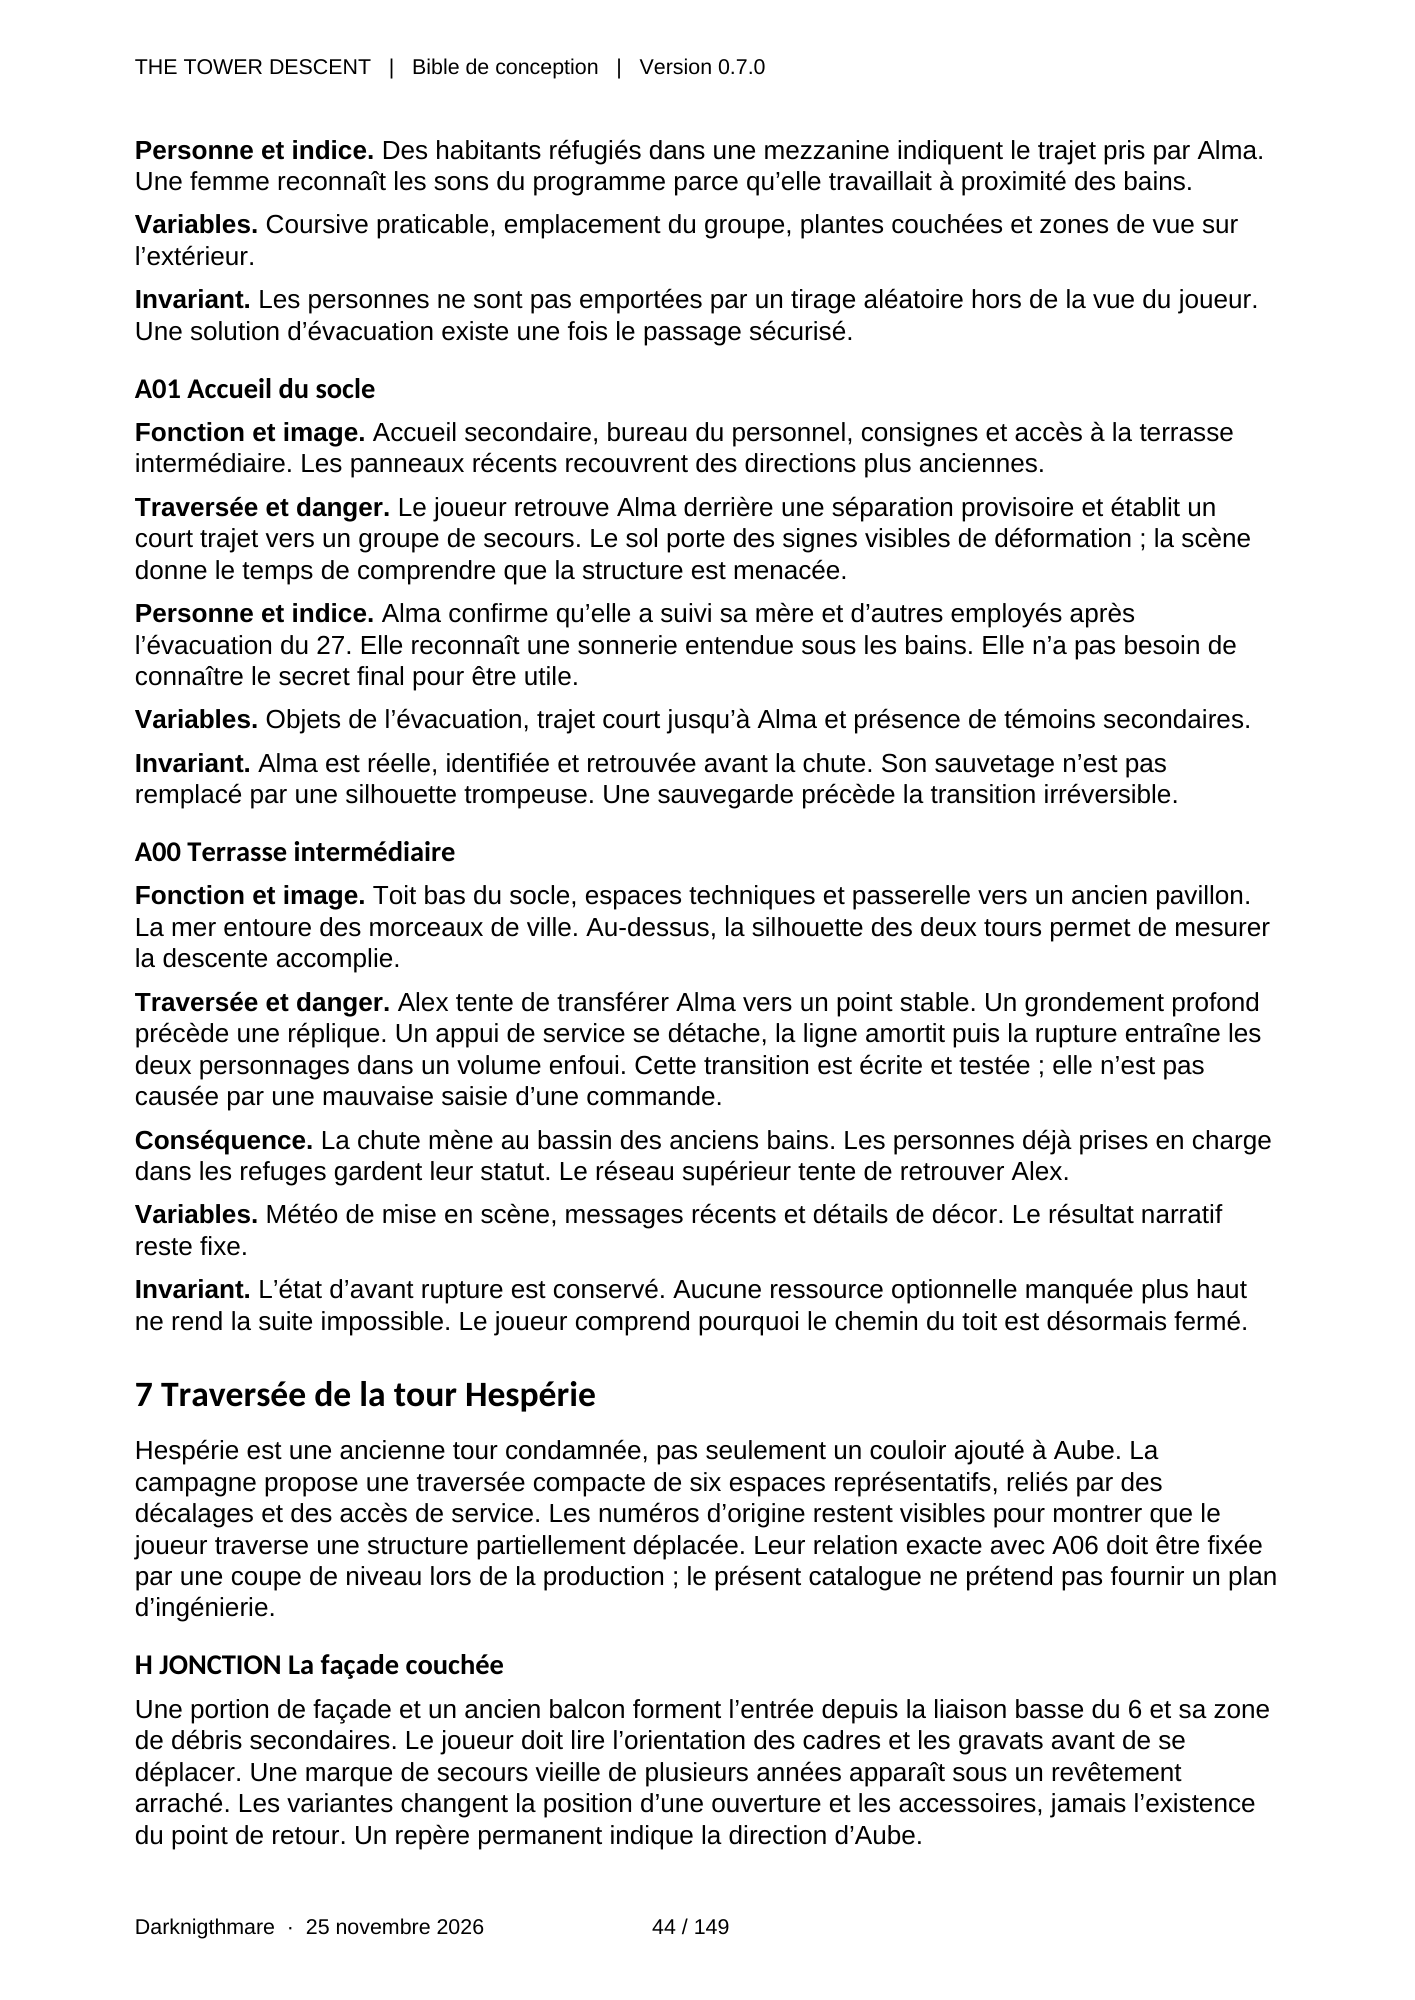 THE TOWER DESCENT | Bible de conception | Version 0.7.0
Personne et indice. Des habitants réfugiés dans une mezzanine indiquent le trajet pris par Alma.
Une femme reconnaît les sons du programme parce qu’elle travaillait à proximité des bains.
Variables. Coursive praticable, emplacement du groupe, plantes couchées et zones de vue sur
l’extérieur.
Invariant. Les personnes ne sont pas emportées par un tirage aléatoire hors de la vue du joueur.
Une solution d’évacuation existe une fois le passage sécurisé.
A01 Accueil du socle
Fonction et image. Accueil secondaire, bureau du personnel, consignes et accès à la terrasse
intermédiaire. Les panneaux récents recouvrent des directions plus anciennes.
Traversée et danger. Le joueur retrouve Alma derrière une séparation provisoire et établit un
court trajet vers un groupe de secours. Le sol porte des signes visibles de déformation ; la scène
donne le temps de comprendre que la structure est menacée.
Personne et indice. Alma confirme qu’elle a suivi sa mère et d’autres employés après
l’évacuation du 27. Elle reconnaît une sonnerie entendue sous les bains. Elle n’a pas besoin de
connaître le secret final pour être utile.
Variables. Objets de l’évacuation, trajet court jusqu’à Alma et présence de témoins secondaires.
Invariant. Alma est réelle, identifiée et retrouvée avant la chute. Son sauvetage n’est pas
remplacé par une silhouette trompeuse. Une sauvegarde précède la transition irréversible.
A00 Terrasse intermédiaire
Fonction et image. Toit bas du socle, espaces techniques et passerelle vers un ancien pavillon.
La mer entoure des morceaux de ville. Au-dessus, la silhouette des deux tours permet de mesurer
la descente accomplie.
Traversée et danger. Alex tente de transférer Alma vers un point stable. Un grondement profond
précède une réplique. Un appui de service se détache, la ligne amortit puis la rupture entraîne les
deux personnages dans un volume enfoui. Cette transition est écrite et testée ; elle n’est pas
causée par une mauvaise saisie d’une commande.
Conséquence. La chute mène au bassin des anciens bains. Les personnes déjà prises en charge
dans les refuges gardent leur statut. Le réseau supérieur tente de retrouver Alex.
Variables. Météo de mise en scène, messages récents et détails de décor. Le résultat narratif
reste fixe.
Invariant. L’état d’avant rupture est conservé. Aucune ressource optionnelle manquée plus haut
ne rend la suite impossible. Le joueur comprend pourquoi le chemin du toit est désormais fermé.
7 Traversée de la tour Hespérie
Hespérie est une ancienne tour condamnée, pas seulement un couloir ajouté à Aube. La
campagne propose une traversée compacte de six espaces représentatifs, reliés par des
décalages et des accès de service. Les numéros d’origine restent visibles pour montrer que le
joueur traverse une structure partiellement déplacée. Leur relation exacte avec A06 doit être fixée
par une coupe de niveau lors de la production ; le présent catalogue ne prétend pas fournir un plan
d’ingénierie.
H JONCTION La façade couchée
Une portion de façade et un ancien balcon forment l’entrée depuis la liaison basse du 6 et sa zone
de débris secondaires. Le joueur doit lire l’orientation des cadres et les gravats avant de se
déplacer. Une marque de secours vieille de plusieurs années apparaît sous un revêtement
arraché. Les variantes changent la position d’une ouverture et les accessoires, jamais l’existence
du point de retour. Un repère permanent indique la direction d’Aube.
Darknigthmare · 25 novembre 2026 44 / 149